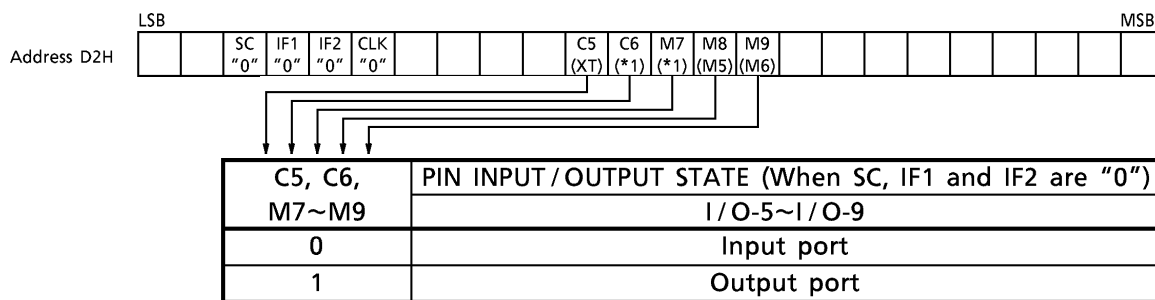 LSB MSB
Address D2H SC IF1 IF2 CLK C5 C6 M7 M8 M9
"0" "0" "0" "0" (XT) (*1) (*1) (M5) (M6)
C5, C6, PIN INPUT/OUTPUT STATE (When SC, IF1 and IF2 are "0")
M7~M9 I/O-5~I/O-9
0 Input port
1 Output port